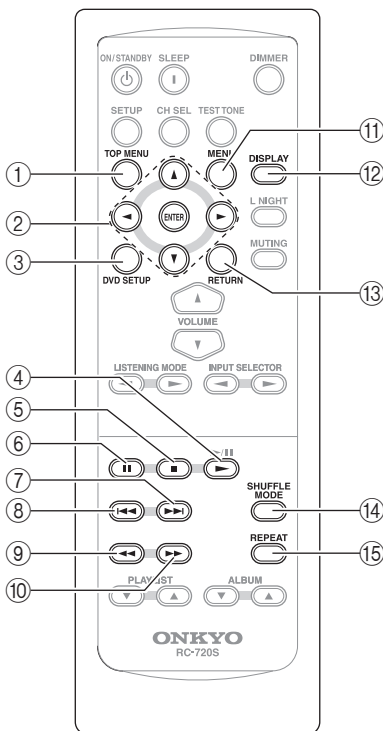 ON/STANDBY SLEEP DIMMER
SETUP CH SEL TEST TONE
TOP MENU MENU
① ⑪
DISPLAY
⑫
② ENTER L NIGHT
③ MUTING
DVD SETUP RETURN ⑬
VOLUME
LISTENING MODE INPUT SELECTOR
④
⑤
⑥
⑦
SHUFFLE
MODE
⑧ ⑭
REPEAT
⑨ ⑮
⑩ PLAYLIST ALBUM
ONKYO
RC-720S